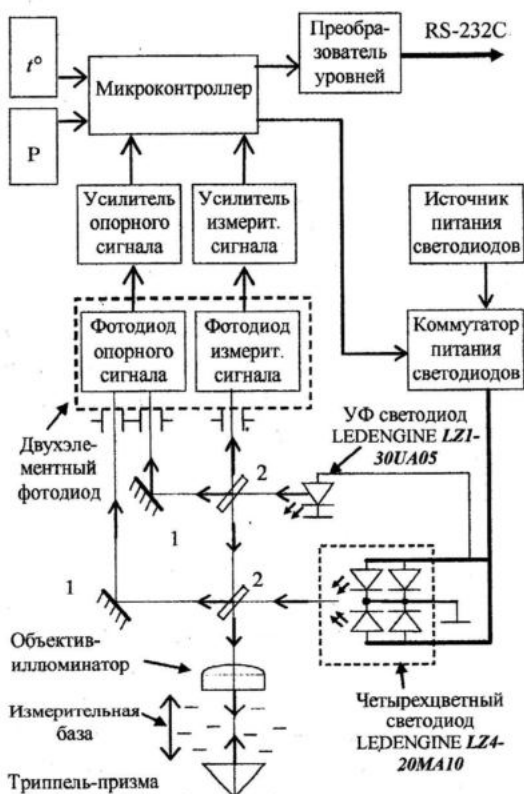 t°
P
Микроконтроллер
Преобра-
зователь
уровней
RS-232C
Усилитель
опорного
сигнала
Усилитель
измерит.
сигнала
Источник
питания
светодиодов
Фотодиод
опорного
сигнала
Фотодиод
измерит.
сигнала
Коммутатор
питания
светодиодов
Двухэле-
ментный
фотодиод
УФ светодиод
LEDENGINE LZ1-
30UA05
2
1
1
2
Объектив-
иллюминатор
Измерительная
база
Триппель-призма
Четырехцветный
светодиод
LEDENGINE LZ4-
20MA10